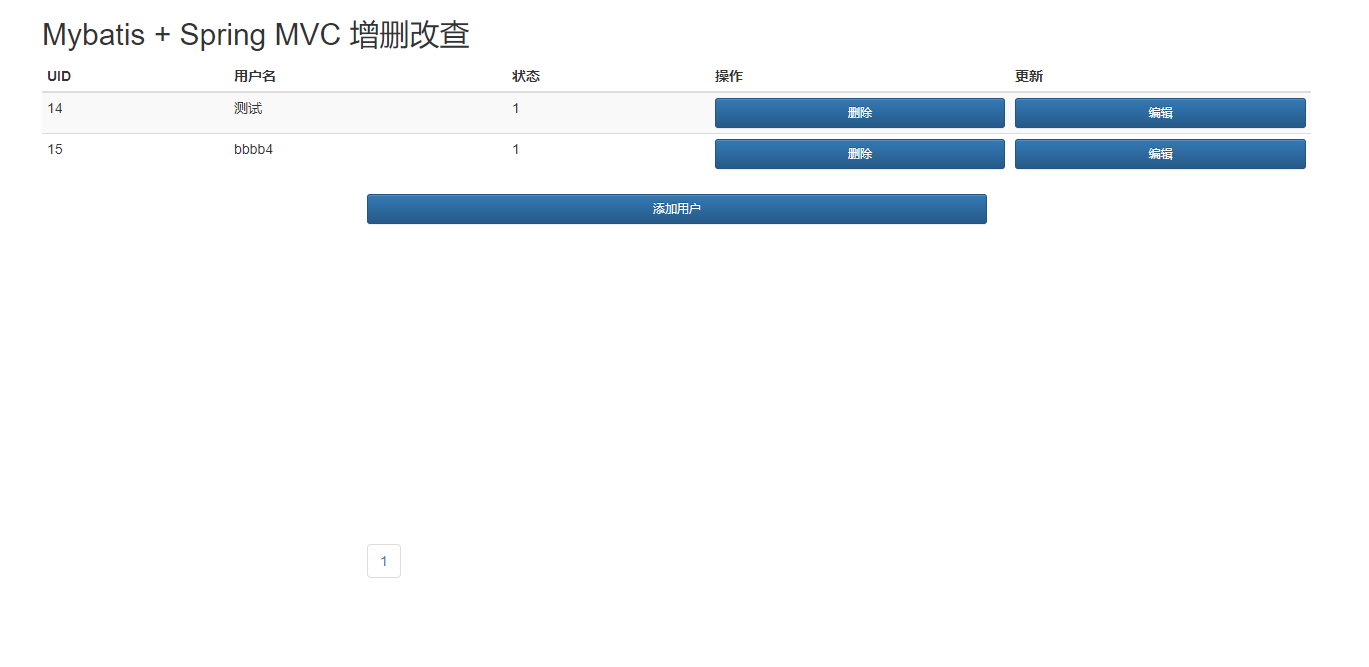 Mybatis + Spring MVC 增删改查
UID 用户名 状态 操作 更新
14 测试 1 删除 编辑
15 bbbb4 1 删除 编辑
添加用户
1